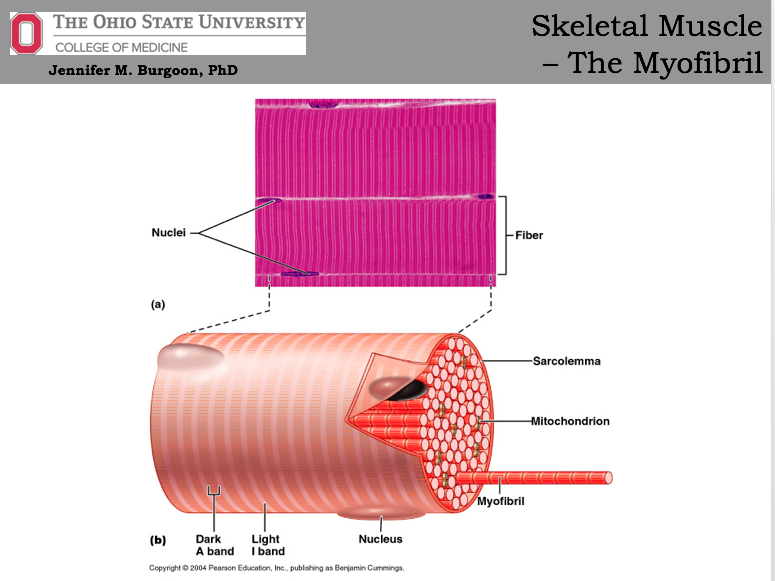 THE OHIO STATE UNIVERSITY
COLLEGE OF MEDICINE
Jennifer M. Burgoon, PhD
Skeletal Muscle
– The Myofibril
Nuclei
Fiber
(a)
Sarcolemma
Mitochondrion
Myofibril
(b)
Dark
A band
Light
I band
Nucleus
Copyright © 2004 Pearson Education, Inc., publishing as Benjamin Cummings.